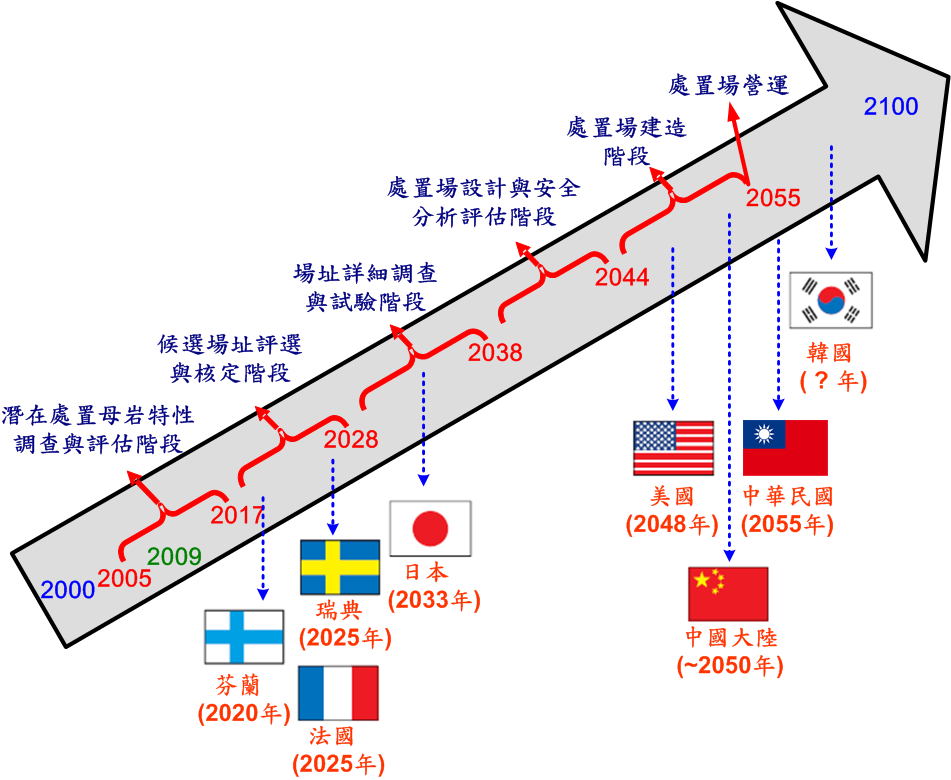 處置場營運
2100
處置場建造
階段
2055
處置場設計與安全
分析評估階段
2044
場址詳細調查
與試驗階段
2038
候選場址評選
與核定階段
2028
潛在處置母岩特性
調查與評估階段
2017
2009
2005
2000
韓國
(？年)
美國
(2048年)
中華民國
(2055年)
日本
(2033年)
瑞典
(2025年)
中國大陸
(~2050年)
芬蘭
(2020年)
法國
(2025年)